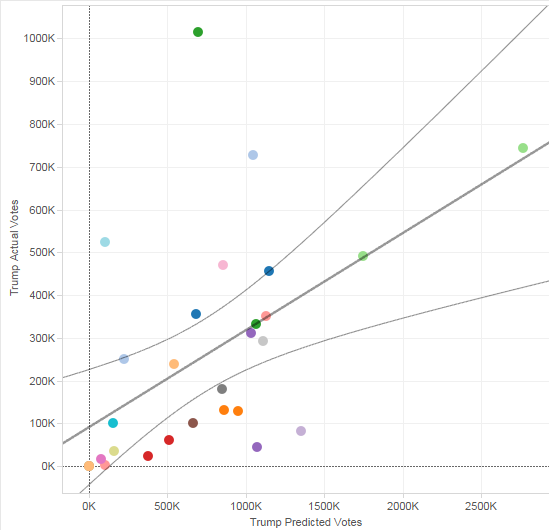 1000K
900K
800K
700K
600K
500K
400K
300K
200K
100K
0K
Trump Actual Votes
0K 500K 1000K 1500K 2000K 2500K
Trump Predicted Votes